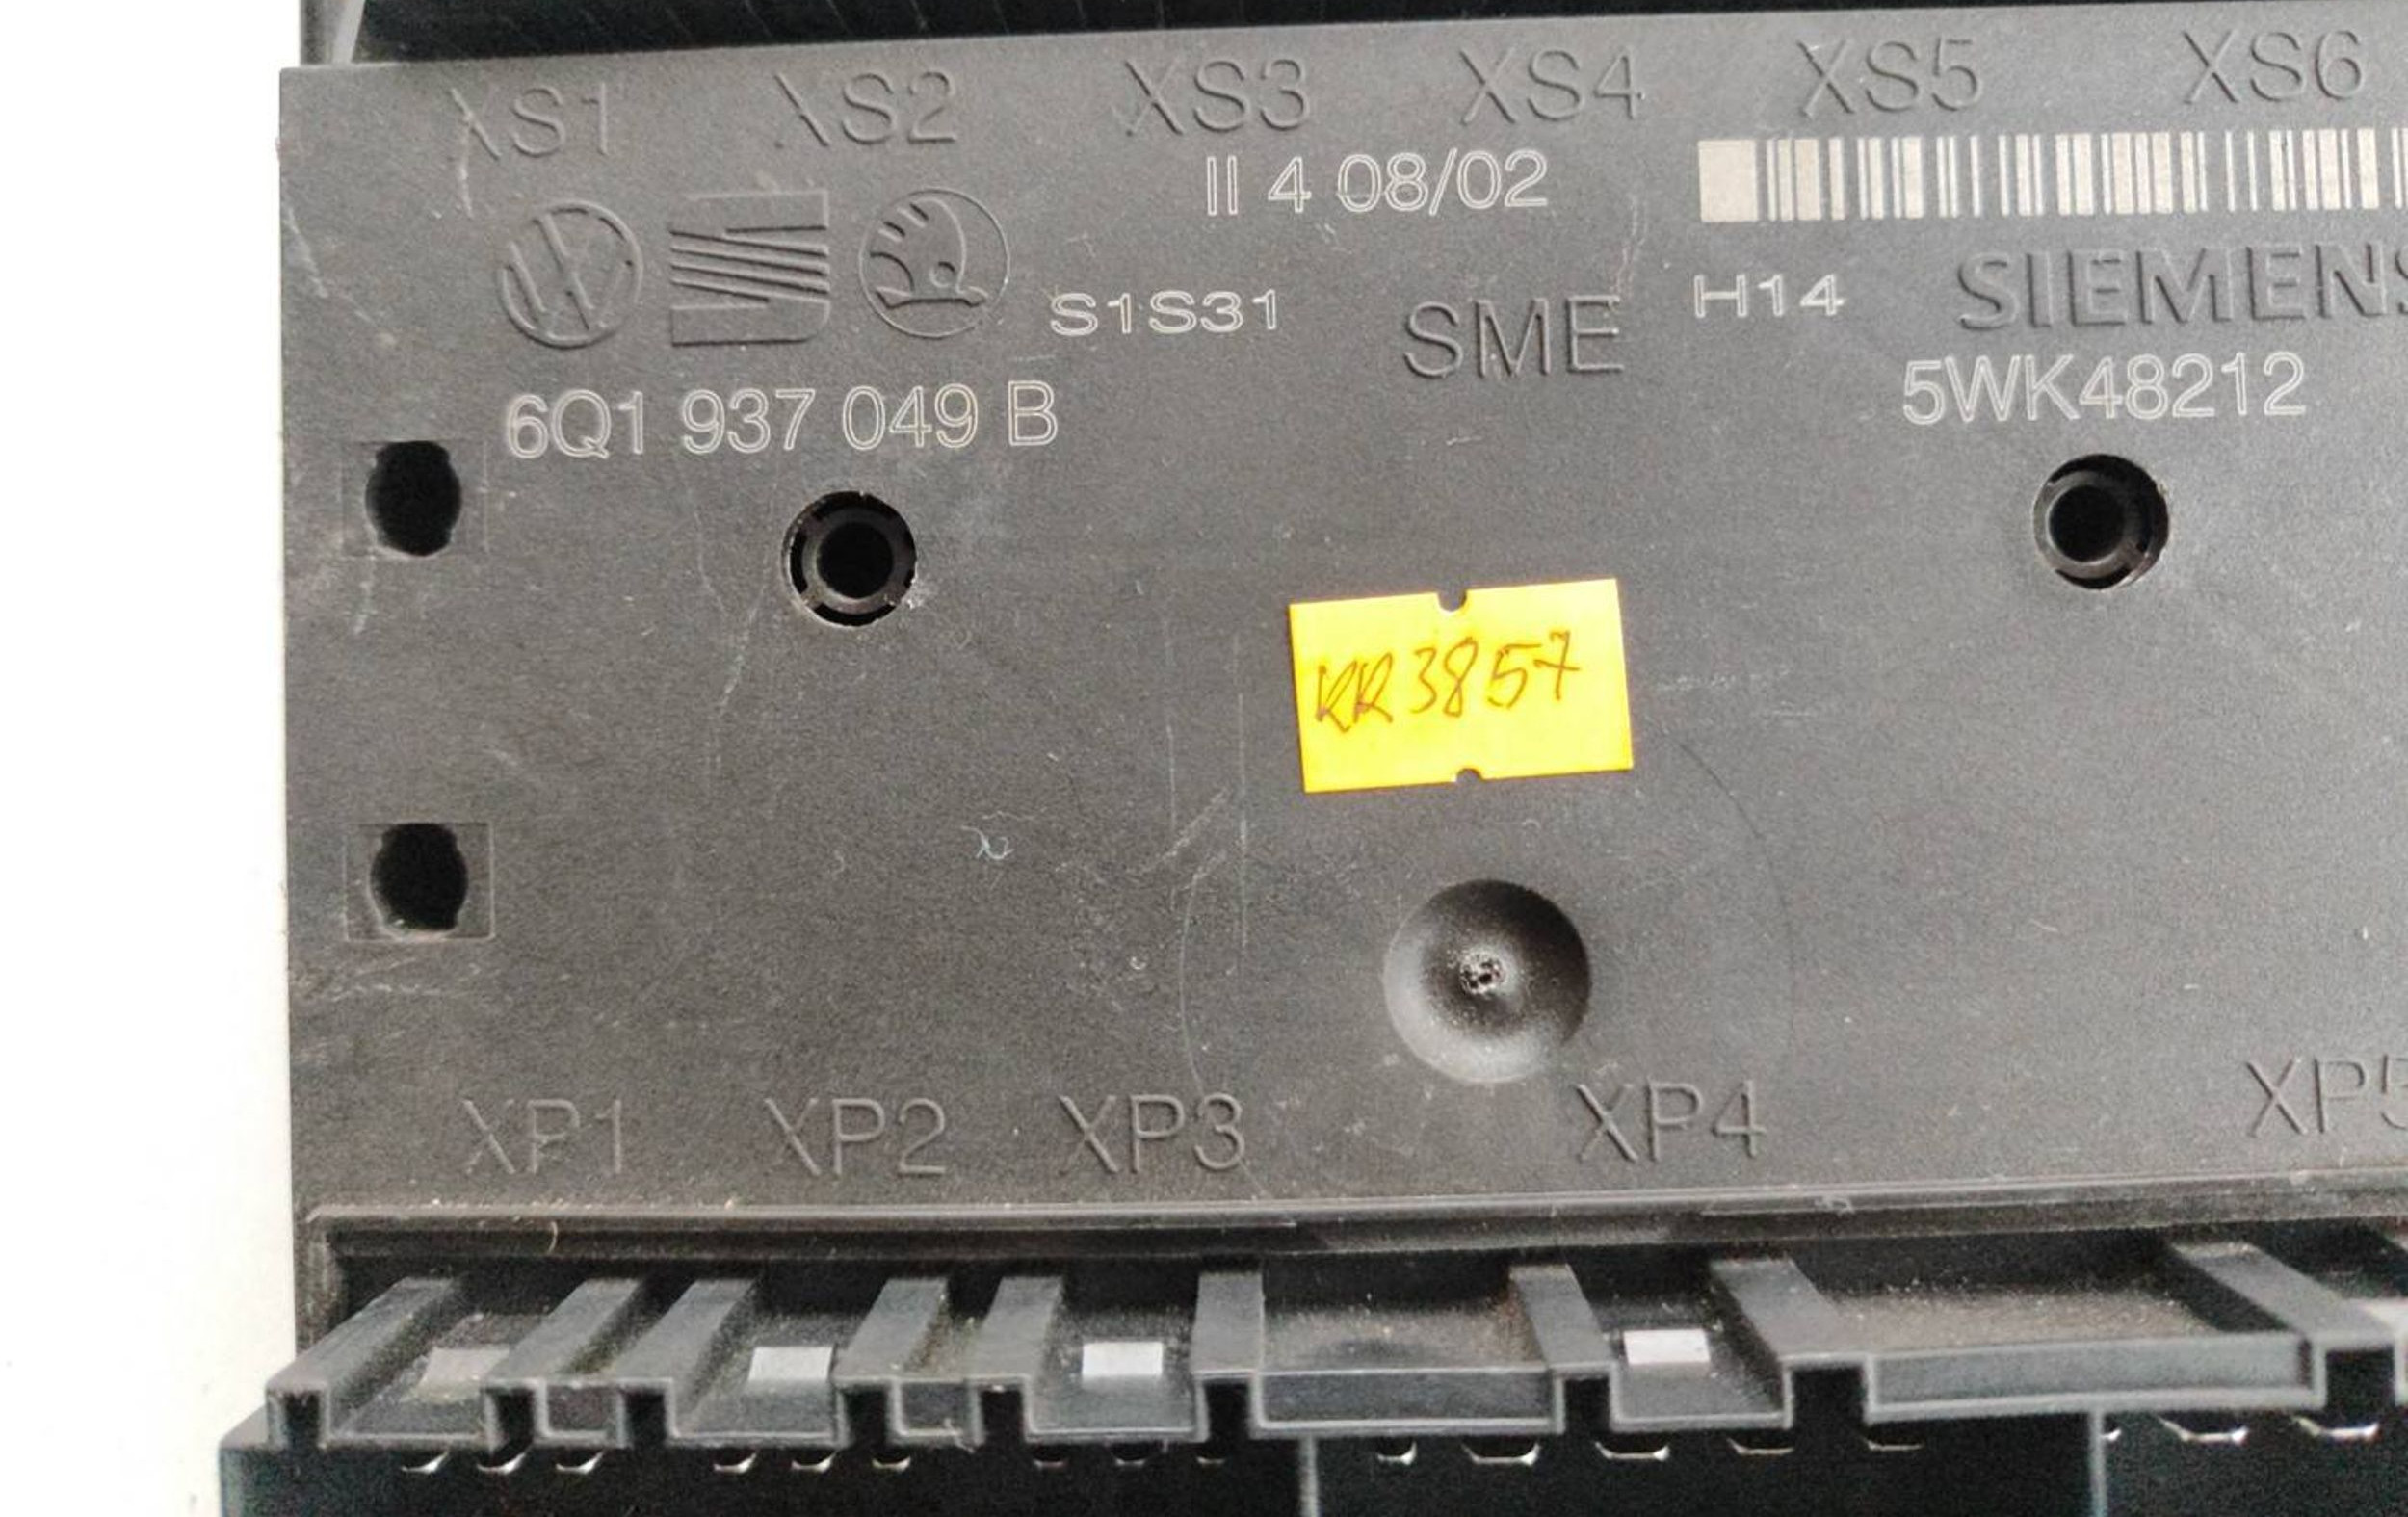 XS1 XS2 XS3 XS4 XS5 XS6
II 4 08/02
S1S31 SME H14 SIEMENS
6Q1 937 049 B 5WK48212
KR3857
XP1 XP2 XP3 XP4 XP5